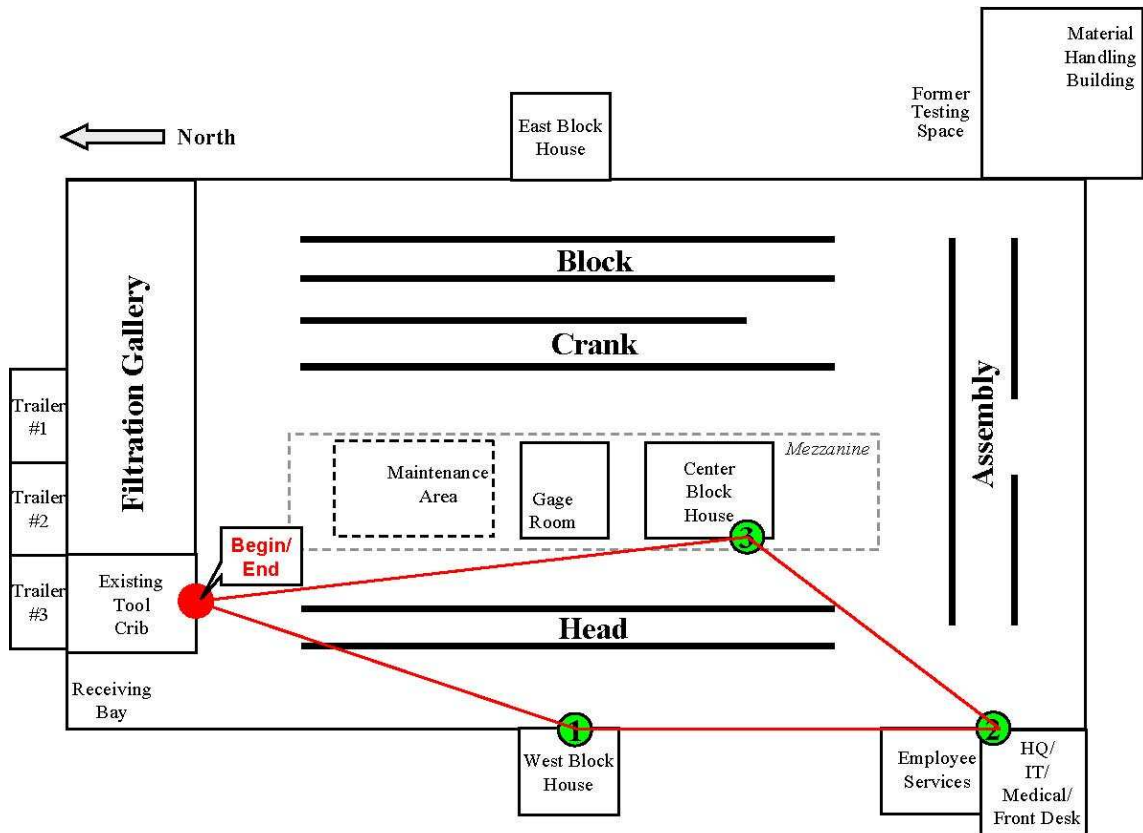 Material
Handling
Building
Former
Testing
Space
North
East Block
House
Block
Crank
Filtration Gallery
Assembly
Trailer
#1
Trailer
#2
Trailer
#3
Mezzanine
Maintenance
Area
Gage
Room
Center
Block
House
3
Begin/
End
Existing
Tool
Crib
Head
Receiving
Bay
1
West Block
House
2
Employee
Services
HQ/
IT/
Medical/
Front Desk